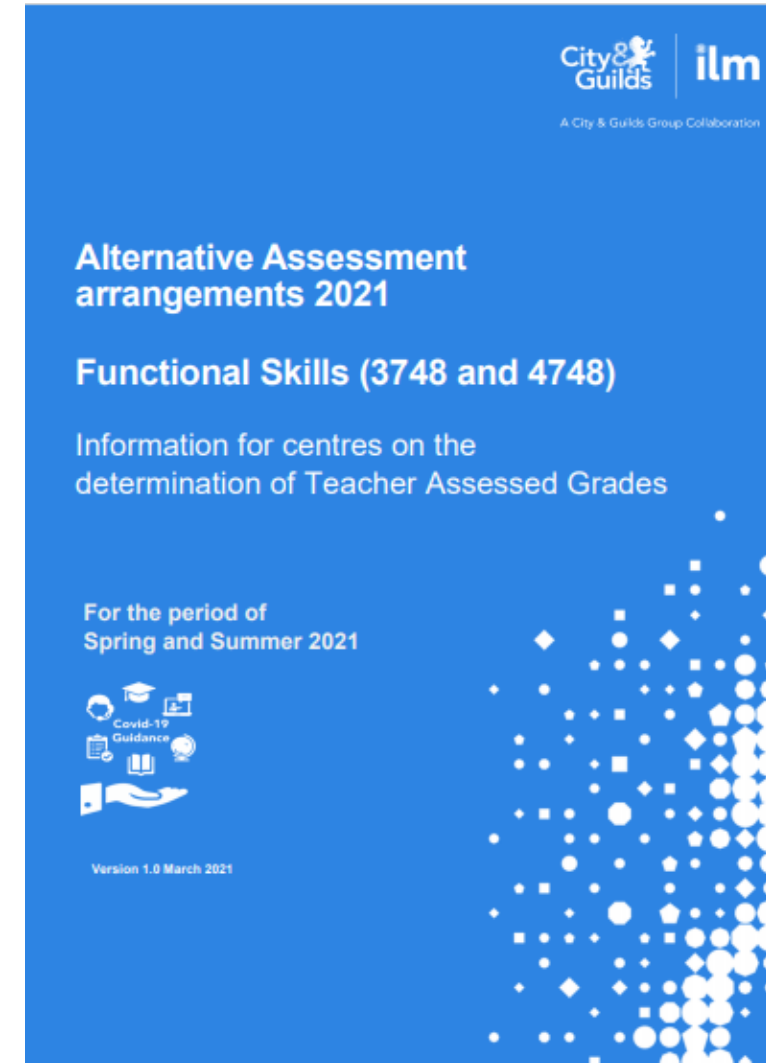 City & Guilds
ilm
A City & Guilds Group Collaboration
Alternative Assessment
arrangements 2021
Functional Skills (3748 and 4748)
Information for centres on the
determination of Teacher Assessed Grades
For the period of
Spring and Summer 2021
Covid-19
Guidance
Version 1.0 March 2021